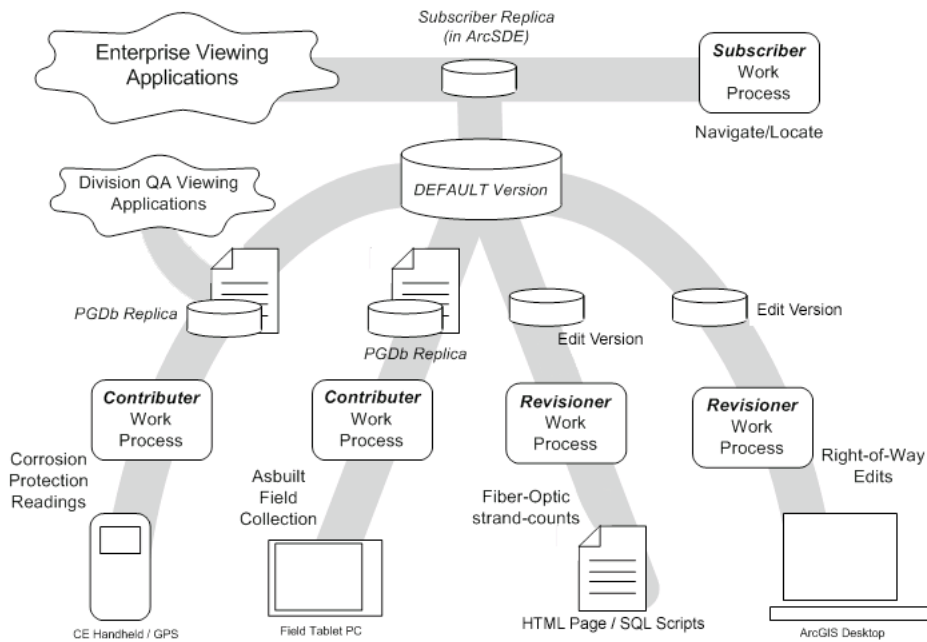 Subscriber Replica
(in ArcSDE)
Enterprise Viewing
Applications
Subscriber
Work
Process
Navigate/Locate
DEFAULT Version
Division QA Viewing
Applications
PGDb Replica
PGDb Replica
Edit Version
Edit Version
Contributer
Work
Process
Contributer
Work
Process
Revisioner
Work
Process
Revisioner
Work
Process
Corrosion
Protection
Readings
Asbuilt
Field
Collection
Fiber-Optic
strand-counts
Right-of-Way
Edits
CE Handheld / GPS
Field Tablet PC
HTML Page / SQL Scripts
ArcGIS Desktop